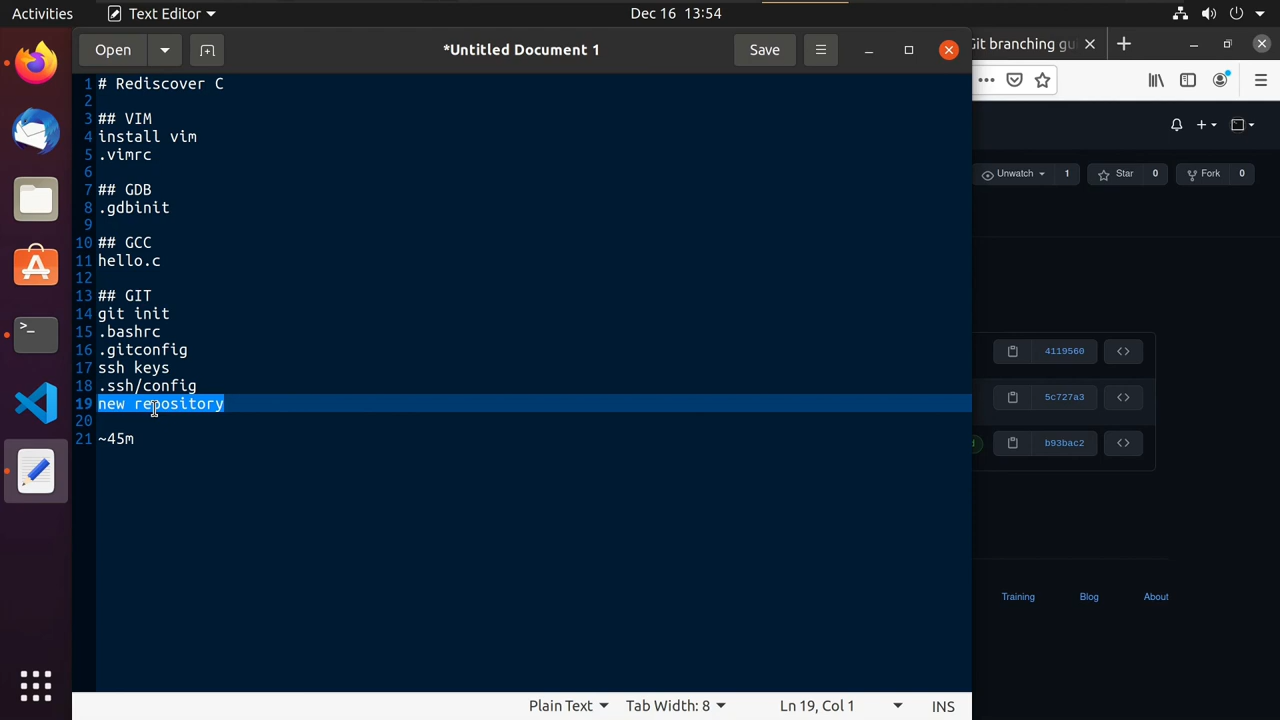 Activities
Text Editor
Dec 16 13:54
Open
*Untitled Document 1
Save
1 # Rediscover C
2
3 ## VIM
4 install vim
5 .vimrc
6
7 ## GDB
8 .gdbinit
9
10 ## GCC
11 hello.c
12
13 ## GIT
14 git init
15 .bashrc
16 .gitconfig
17 ssh keys
18 .ssh/config
19 new repository
20
21 ~45m
Plain Text
Tab Width: 8
Ln 19, Col 1
INS
Git branching gu
Unwatch 1
Star 0
Fork 0
4119560
5c727a3
d
b93bac2
Training
Blog
About